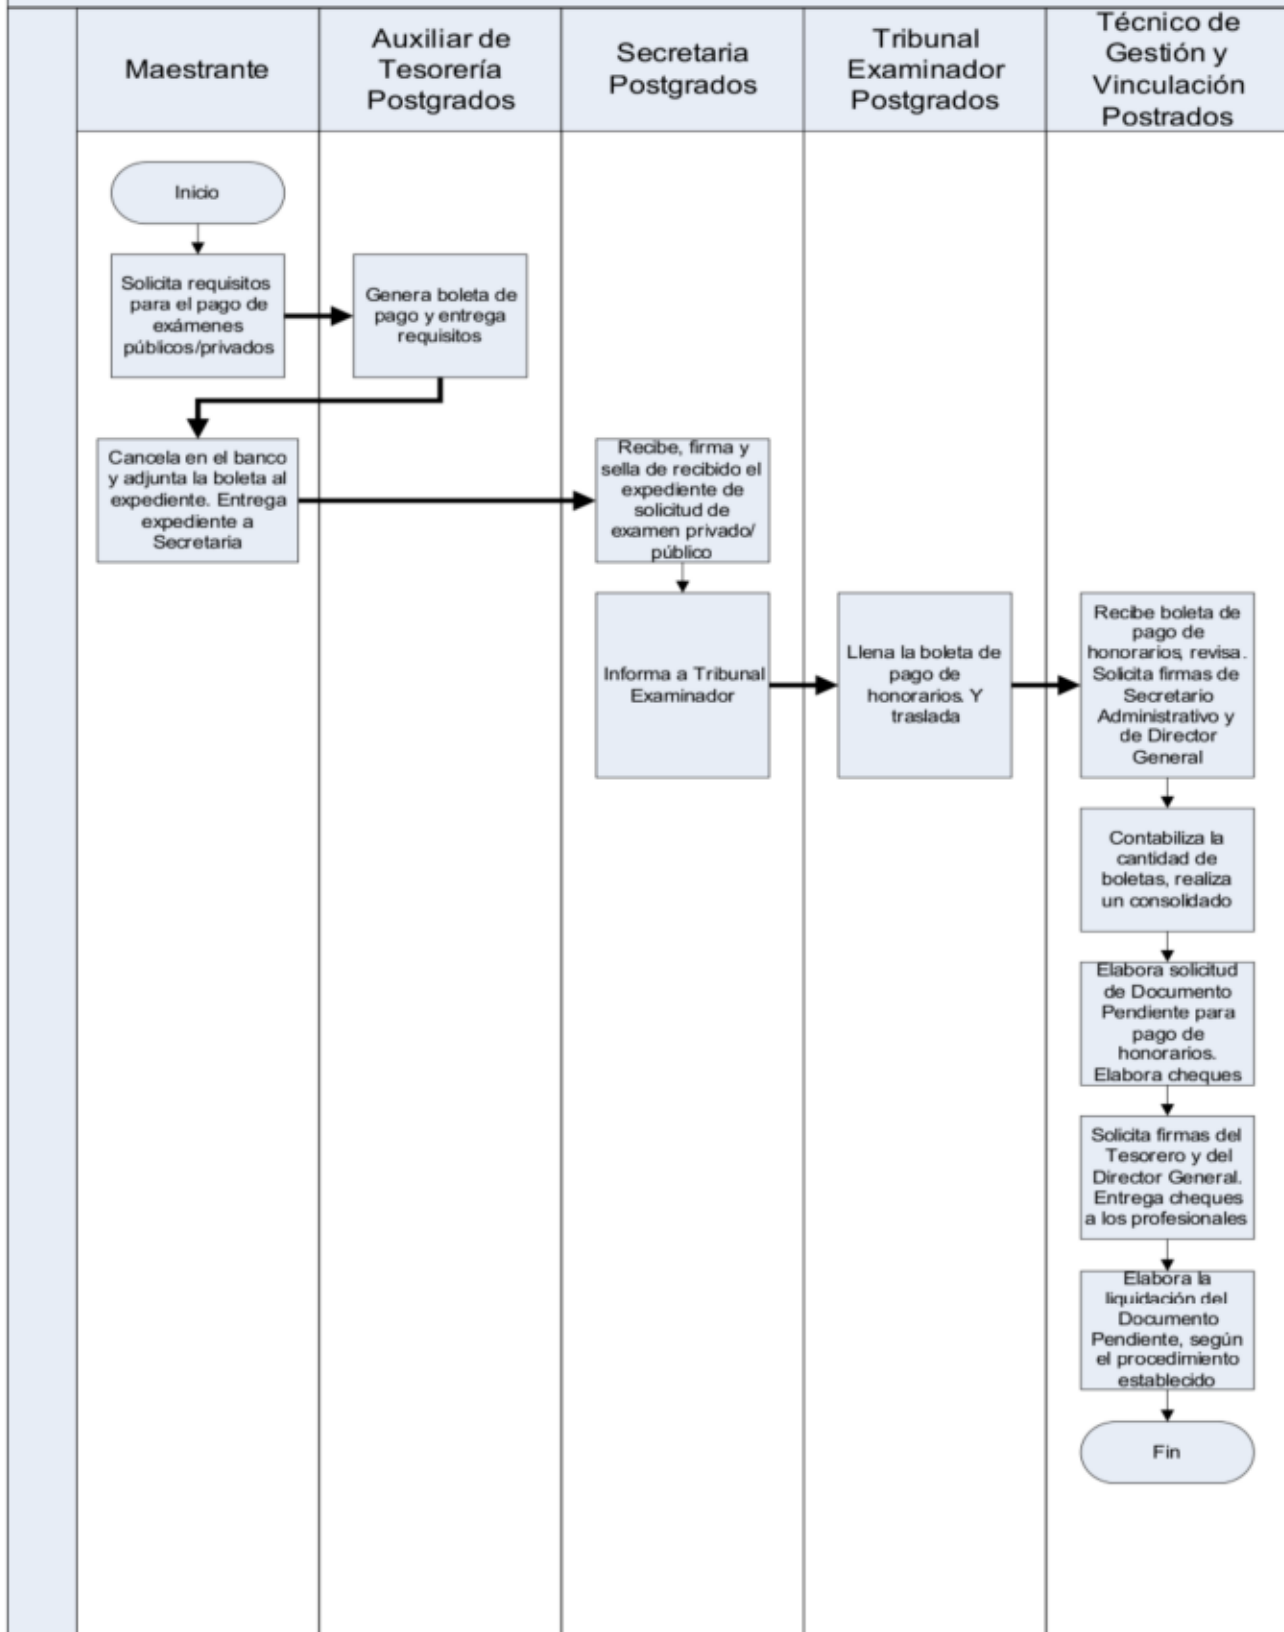 Maestrante
Auxiliar de
Tesorería
Postgrados
Secretaria
Postgrados
Tribunal
Examinador
Postgrados
Técnico de
Gestión y
Vinculación
Postrados
Inicio
Solicita requisitos
para el pago de
exámenes
públicos/privados
Genera boleta de
pago y entrega
requisitos
Cancela en el banco
y adjunta la boleta al
expediente. Entrega
expediente a
Secretaria
Recibe, firma y
sella de recibido el
expediente de
solicitud de
examen privado/
público
Informa a Tribunal
Examinador
Llena la boleta de
pago de
honorarios. Y
traslada
Recibe boleta de
pago de
honorarios, revisa.
Solicita firmas de
Secretario
Administrativo y
de Director
General
Contabiliza la
cantidad de
boletas, realiza
un consolidado
Elabora solicitud
de Documento
Pendiente para
pago de
honorarios.
Elabora cheques
Solicita firmas del
Tesorero y del
Director General.
Entrega cheques
a los profesionales
Elabora la
liquidación del
Documento
Pendiente, según
el procedimiento
establecido
Fin